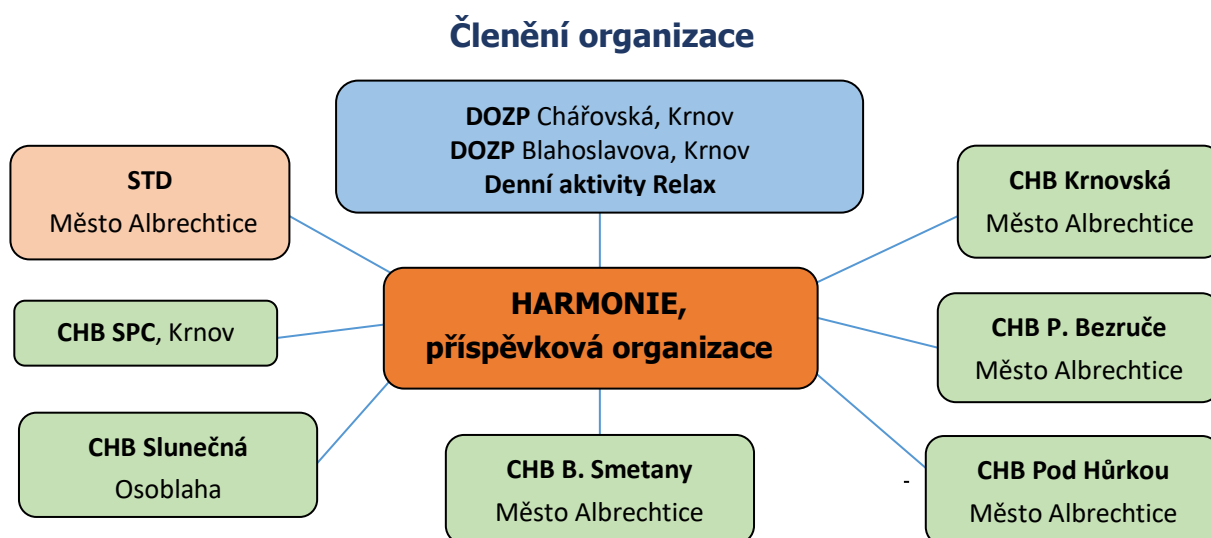 Členění organizace
DOZP Chářovská, Krnov
DOZP Blahoslavova, Krnov
Denní aktivity Relax
STD
Město Albrechtice
CHB Krnovská
Město Albrechtice
HARMONIE,
příspěvková organizace
CHB SPC, Krnov
CHB P. Bezruče
Město Albrechtice
CHB Slunečná
Osoblaha
CHB B. Smetany
Město Albrechtice
-
CHB Pod Hůrkou
Město Albrechtice